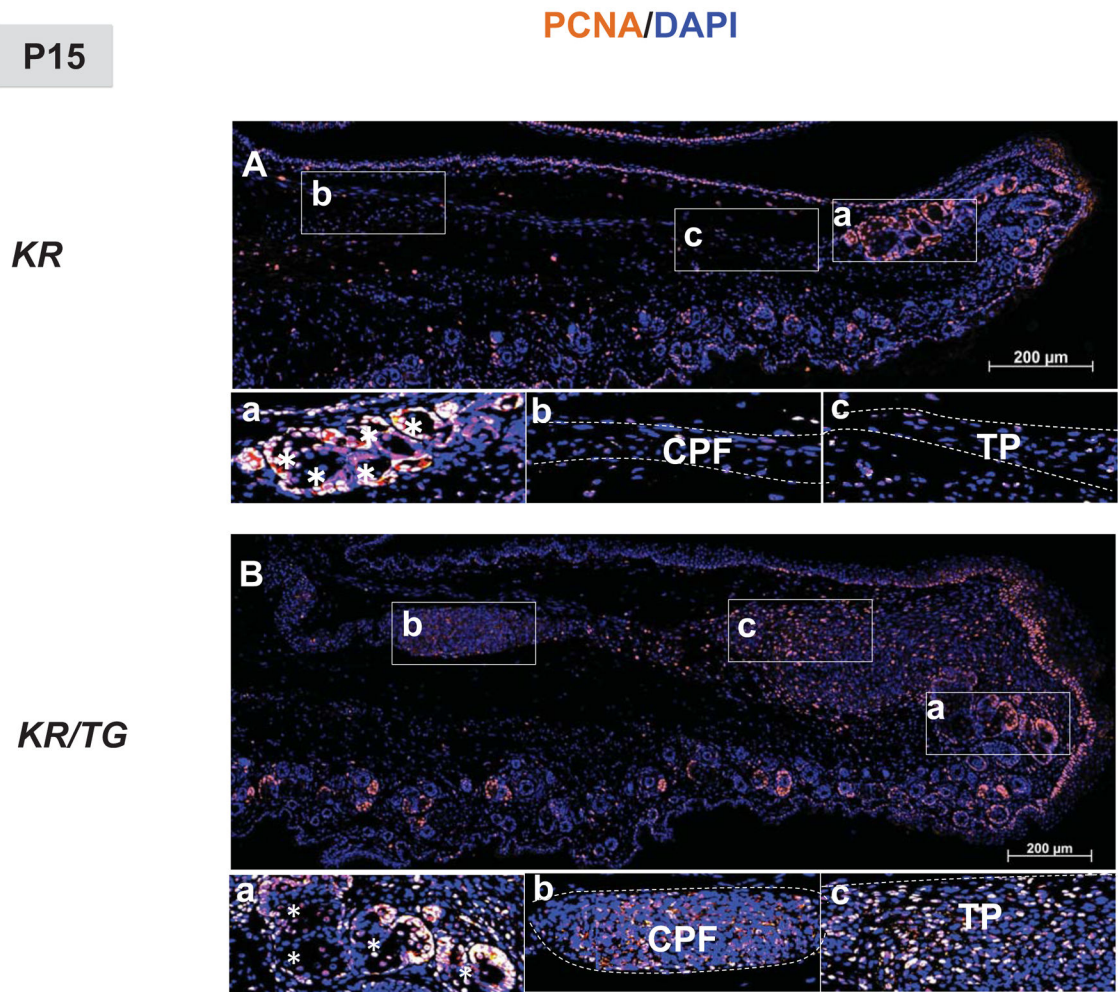 PCNA/DAPI
P15
KR
A
b
c
a
200 µm
a
* * * * *
b
CPF
c
TP
KR/TG
B
b
c
a
200 µm
a
* * * *
b
CPF
c
TP